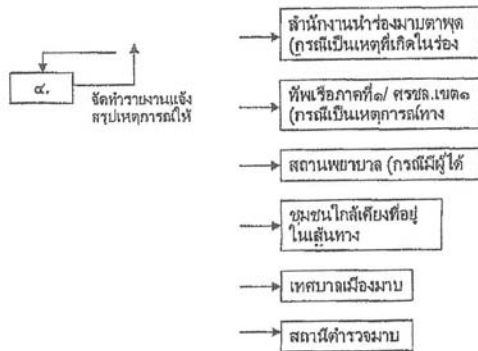 ๔.
จัดทำรายงานแจ้ง
สรุปเหตุการณ์ให้
สำนักงานนำร่องมาบตาพุด
(กรณีเป็นเหตุที่เกิดในร่อง
ทัพเรือภาคที่๑/ ศรชล.เขต๑
(กรณีเป็นเหตุการณ์ทาง
สถานพยาบาล (กรณีมีผู้ได้
ชุมชนใกล้เคียงที่อยู่
ในเส้นทาง
เทศบาลเมืองมาบ
สถานีตำรวจมาบ